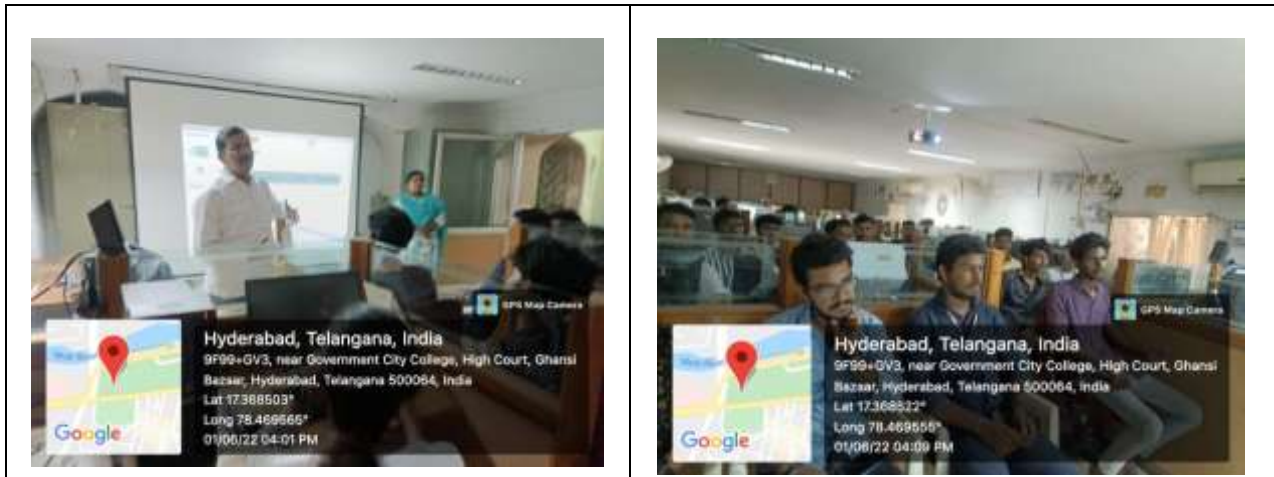 GPS Map Camera
Hyderabad, Telangana, India
9F99+GV3, near Government City College, High Court, Ghansi
Bazaar, Hyderabad, Telangana 500064, India
Lat 17.368503°
Long 78.469565°
01/06/22 04:01 PM
Google
GPS Map Camera
Hyderabad, Telangana, India
9F99+GV3, near Government City College, High Court, Ghansi
Bazaar, Hyderabad, Telangana 500064, India
Lat 17.368522°
Long 78.469555°
01/06/22 04:09 PM
Google